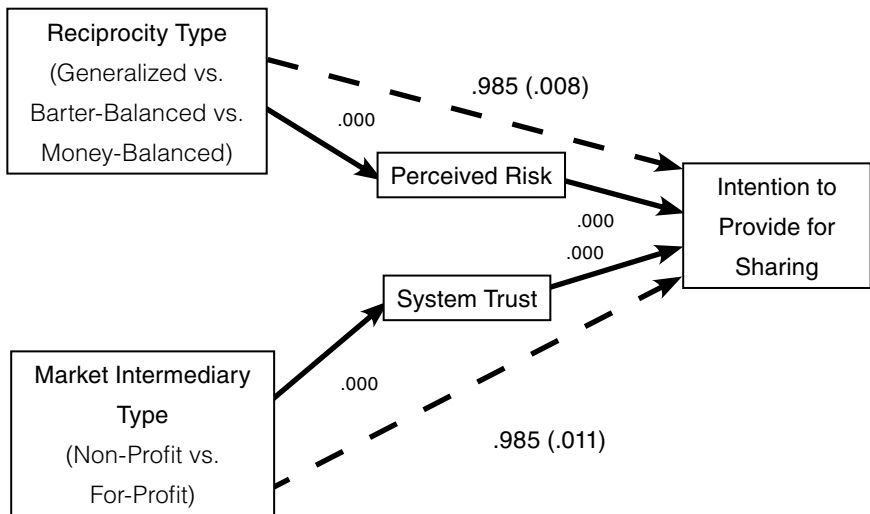 Reciprocity Type
(Generalized vs.
Barter-Balanced vs.
Money-Balanced)
.985 (.008)
.000
Perceived Risk
Intention to
Provide for
Sharing
.000
.000
System Trust
Market Intermediary
Type
(Non-Profit vs.
For-Profit)
.000
.985 (.011)